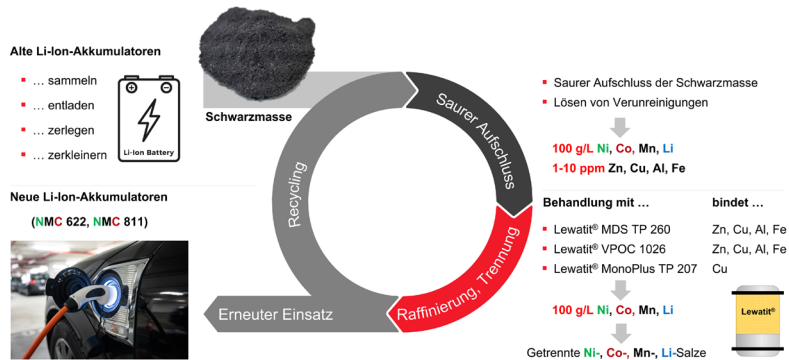 Alte Li-Ion-Akkumulatoren
… sammeln
… entladen
… zerlegen
… zerkleinern
Li-Ion Battery
Schwarzmasse
Neue Li-Ion-Akkumulatoren
(NMC 622, NMC 811)
Recycling
Saurer Aufschluss
Raffinierung, Trennung
Erneuter Einsatz
Saurer Aufschluss der Schwarzmasse
Lösen von Verunreinigungen
100 g/L Ni, Co, Mn, Li
1-10 ppm Zn, Cu, Al, Fe
Behandlung mit … bindet …
Lewatit® MDS TP 260 Zn, Cu, Al, Fe
Lewatit® VPOC 1026 Zn, Cu, Al, Fe
Lewatit® MonoPlus TP 207 Cu
100 g/L Ni, Co, Mn, Li
Getrennte Ni-, Co-, Mn-, Li-Salze
Lewatit®